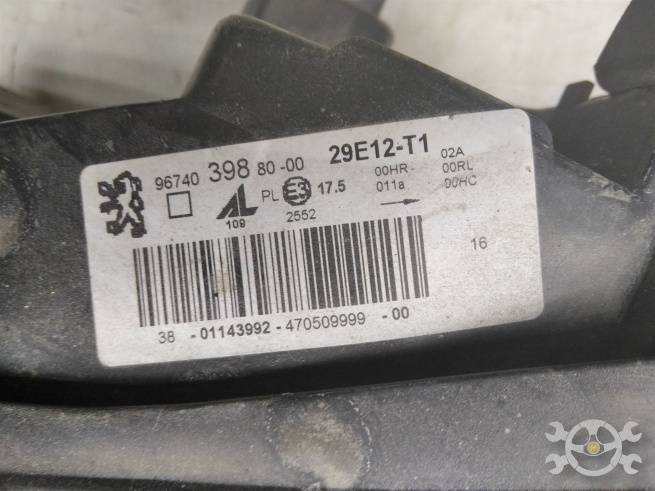 96740 398 80-00 29E12-T1 02A
PL E3 17.5 00HR- 00RL
109 2552 011a 00HC
16
38 - 01143992 - 470509999 - 00